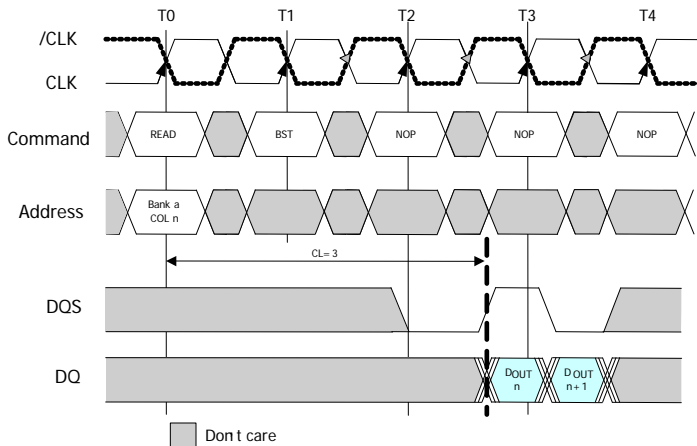 T0 T1 T2 T3 T4
/CLK
CLK
Command READ BST NOP NOP NOP
Address Bank a
COL n
CL= 3
DQS
DQ DOUT
n DOUT
n+1
Don't care